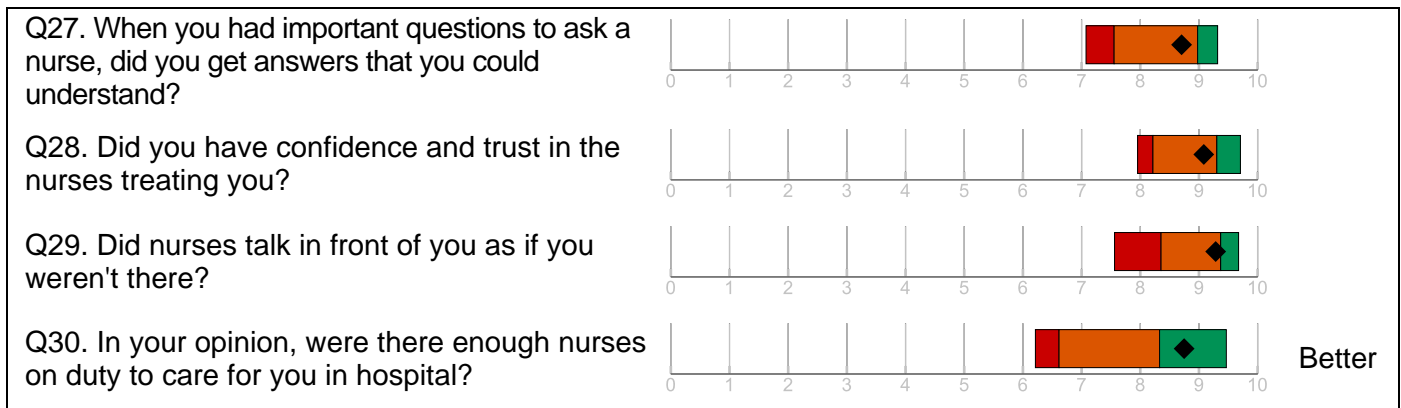 Q27. When you had important questions to ask a
nurse, did you get answers that you could
understand?
0 1 2 3 4 5 6 7 8 9 10
Q28. Did you have confidence and trust in the
nurses treating you?
0 1 2 3 4 5 6 7 8 9 10
Q29. Did nurses talk in front of you as if you
weren't there?
0 1 2 3 4 5 6 7 8 9 10
Q30. In your opinion, were there enough nurses
on duty to care for you in hospital?
Better
0 1 2 3 4 5 6 7 8 9 10